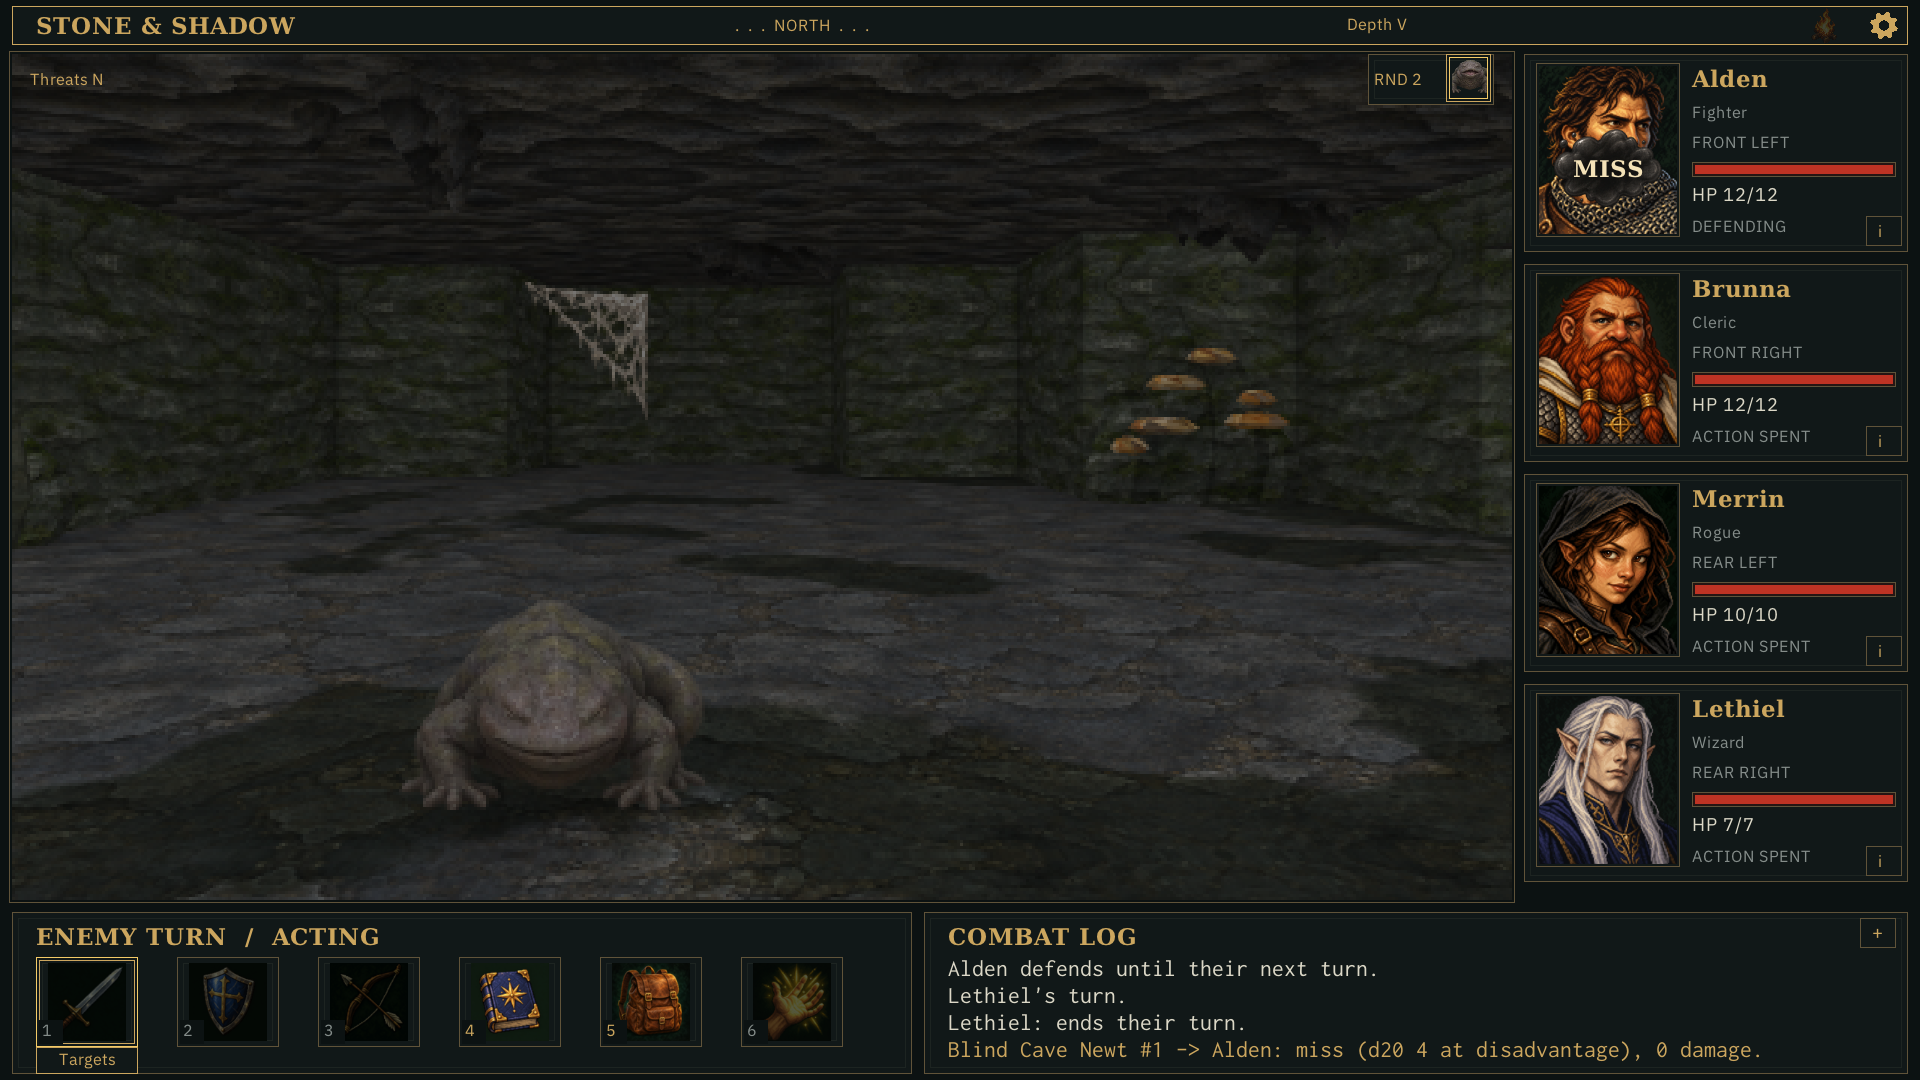 STONE & SHADOW
. . . NORTH . . .
Depth V
Threats N
RND 2
Alden
Fighter
FRONT LEFT
MISS
HP 12/12
DEFENDING
i
Brunna
Cleric
FRONT RIGHT
HP 12/12
ACTION SPENT
i
Merrin
Rogue
REAR LEFT
HP 10/10
ACTION SPENT
i
Lethiel
Wizard
REAR RIGHT
HP 7/7
ACTION SPENT
i
ENEMY TURN / ACTING
1
2
3
4
5
6
Targets
COMBAT LOG
+
Alden defends until their next turn.
Lethiel's turn.
Lethiel: ends their turn.
Blind Cave Newt #1 -> Alden: miss (d20 4 at disadvantage), 0 damage.